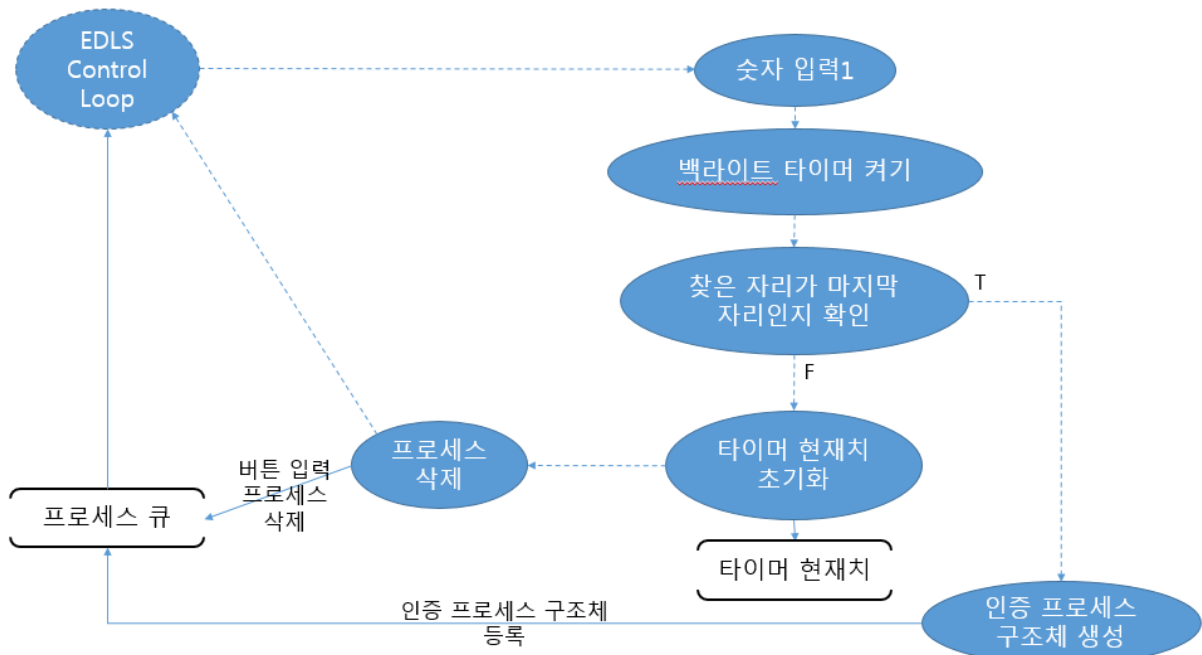 EDLS
Control
Loop
숫자 입력1
백라이트 타이머 켜기
찾은 자리가 마지막
자리인지 확인
T
F
프로세스
삭제
타이머 현재치
초기화
버튼 입력
프로세스
삭제
프로세스 큐
타이머 현재치
인증 프로세스 구조체
등록
인증 프로세스
구조체 생성